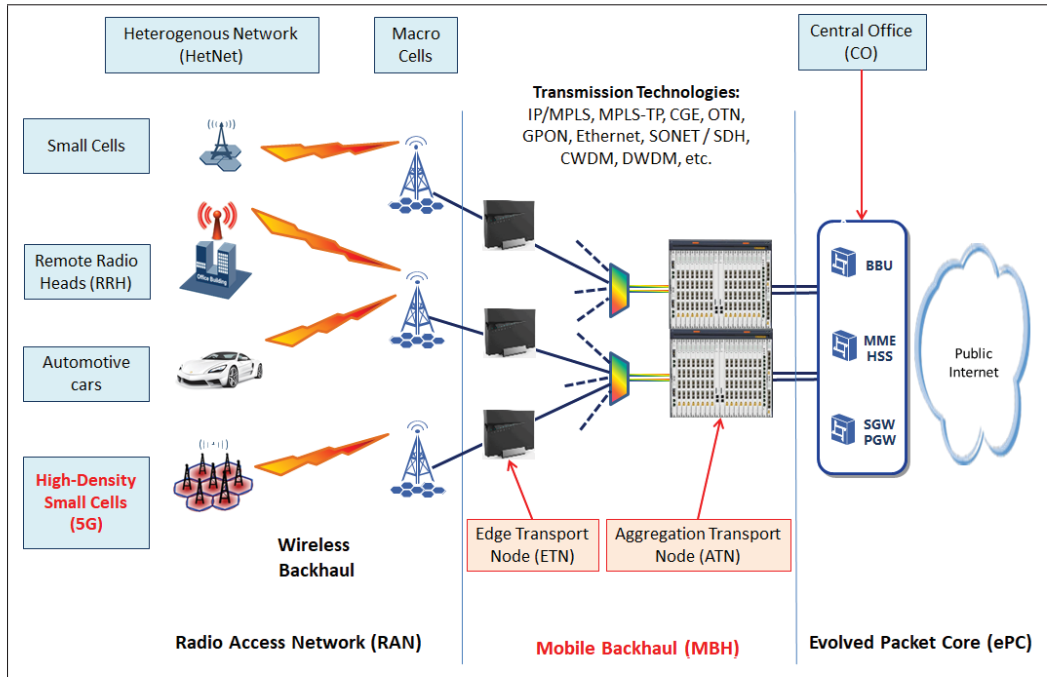 Heterogenous Network
(HetNet)
Macro
Cells
Central Office
(CO)
Transmission Technologies:
IP/MPLS, MPLS-TP, CGE, OTN,
GPON, Ethernet, SONET / SDH,
CWDM, DWDM, etc.
Small Cells
Remote Radio
Heads (RRH)
Office Building
Automotive
cars
High-Density
Small Cells
(5G)
BBU
MME
HSS
SGW
PGW
Public
Internet
Wireless
Backhaul
Edge Transport
Node (ETN)
Aggregation Transport
Node (ATN)
Radio Access Network (RAN)
Mobile Backhaul (MBH)
Evolved Packet Core (ePC)